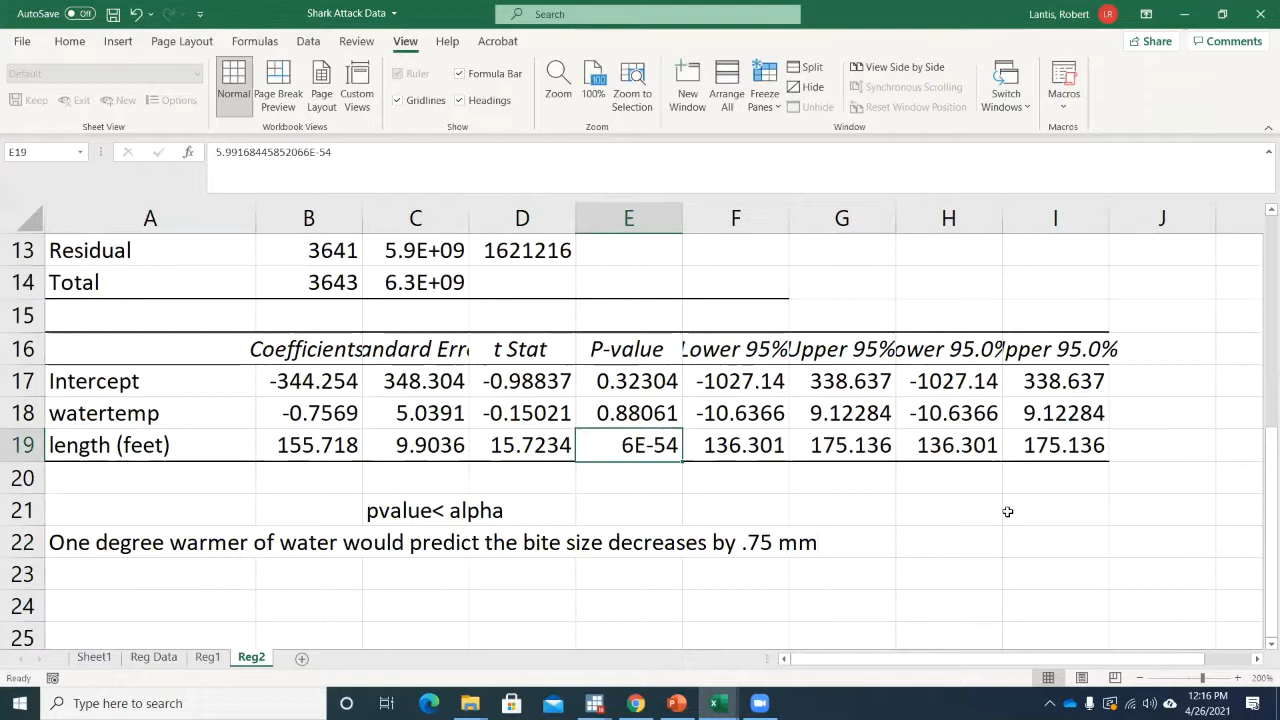 AutoSave Off Shark Attack Data Search Lantis, Robert LR
File Home Insert Page Layout Formulas Data Review View Help Acrobat Share Comments
Default
Keep Exit New Options
Sheet View
Normal Page Break Preview Page Layout Custom Views
Workbook Views
Ruler Formula Bar
Gridlines Headings
Show
Zoom 100% Zoom to Selection
Zoom
New Window Arrange All Freeze Panes Split
Hide
Unhide
View Side by Side
Synchronous Scrolling
Reset Window Position
Window
Switch Windows
Macros
Macros
E19 fx 5.99168445852066E-54
A B C D E F G H I J
13 Residual 3641 5.9E+09 1621216
14 Total 3643 6.3E+09
15
16 Coefficients andard Erro t Stat P-value Lower 95% Upper 95% ower 95.0% pper 95.0%
17 Intercept -344.254 348.304 -0.98837 0.32304 -1027.14 338.637 -1027.14 338.637
18 watertemp -0.7569 5.0391 -0.15021 0.88061 -10.6366 9.12284 -10.6366 9.12284
19 length (feet) 155.718 9.9036 15.7234 6E-54 136.301 175.136 136.301 175.136
20
21 pvalue< alpha
22 One degree warmer of water would predict the bite size decreases by .75 mm
23
24
25
Sheet1 Reg Data Reg1 Reg2
Ready 200%
Type here to search 12:16 PM
4/26/2021